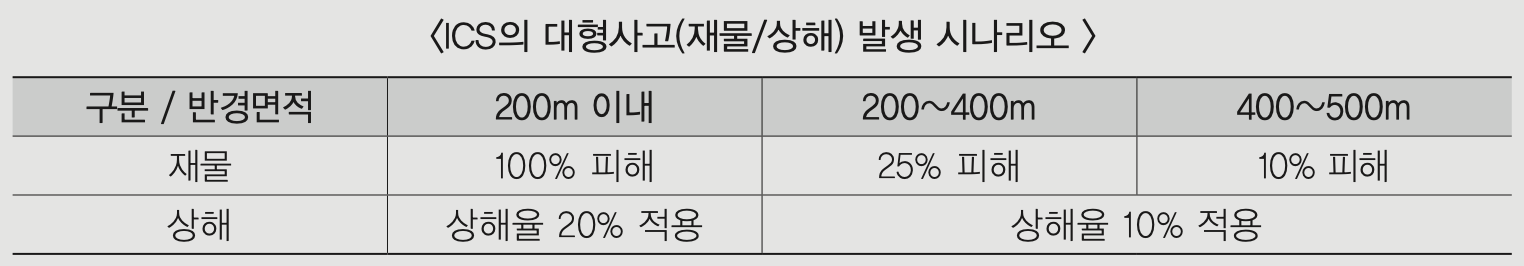 〈ICS의 대형사고(재물/상해) 발생 시나리오 〉
구분 / 반경면적 200m 이내 200~400m 400~500m
재물 100% 피해 25% 피해 10% 피해
상해 상해율 20% 적용 상해율 10% 적용